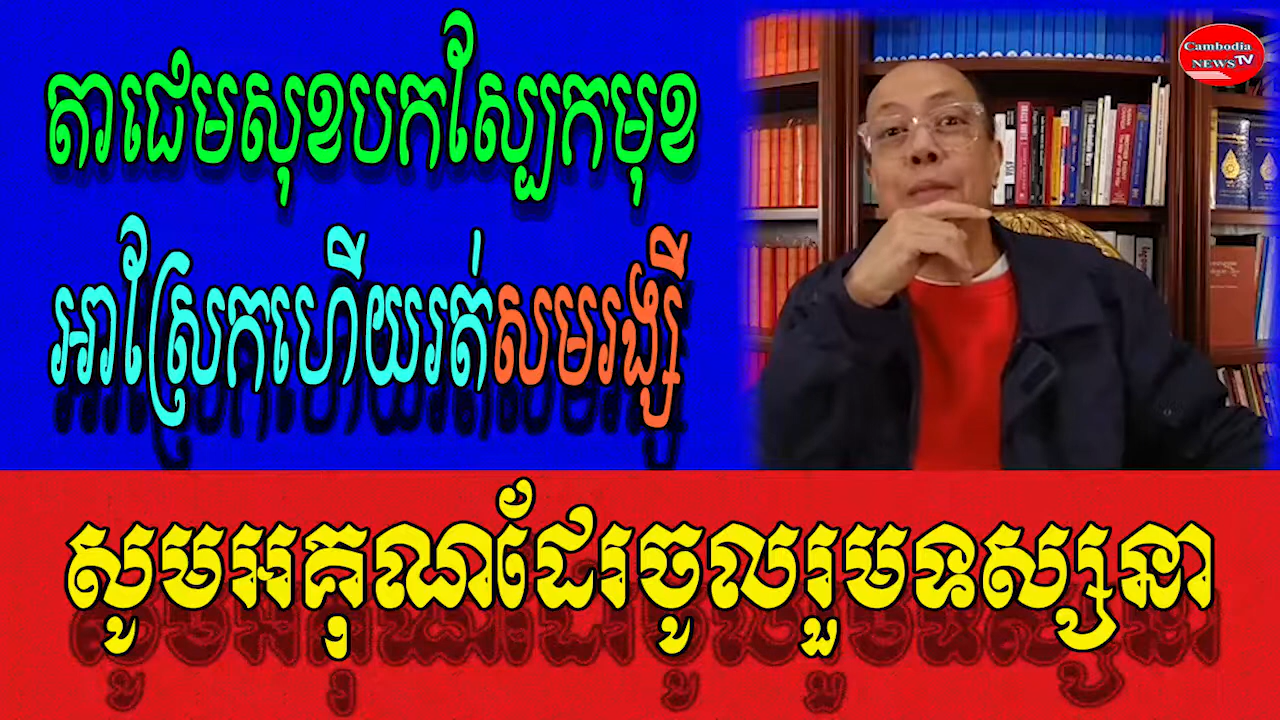 តាជេមសុខបកស្បែកមុខ
អាស្រែកហើយរត់សមរង្ស៊ី
សូមអគុណដែរចូលរួមទស្សនា
Cambodia
NEWS TV